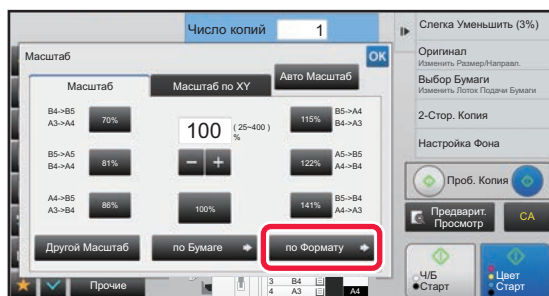 Число копий
1
Масштаб
OK
Масштаб
Масштаб по XY
Авто Масштаб
B4->B5
A3->A4
70%
B5->A5
B4->A4
81%
A4->B5
A3->B4
86%
100
(25~400)
%
100%
115%
B5->A4
B4->A3
122%
A5->B5
A4->B4
141%
B5->B4
A4->A3
Другой Масштаб
по Бумаге
по Формату
Прочие
3 B4
4 A3
A4
Слегка Уменьшить (3%)
Оригинал
Изменить Размер/Направл.
Выбор Бумаги
Изменить Лоток Подачи Бумаги
2-Стор. Копия
Настройка Фона
Проб. Копия
Предварит.
Просмотр
CA
Ч/Б
Старт
Цвет
Старт